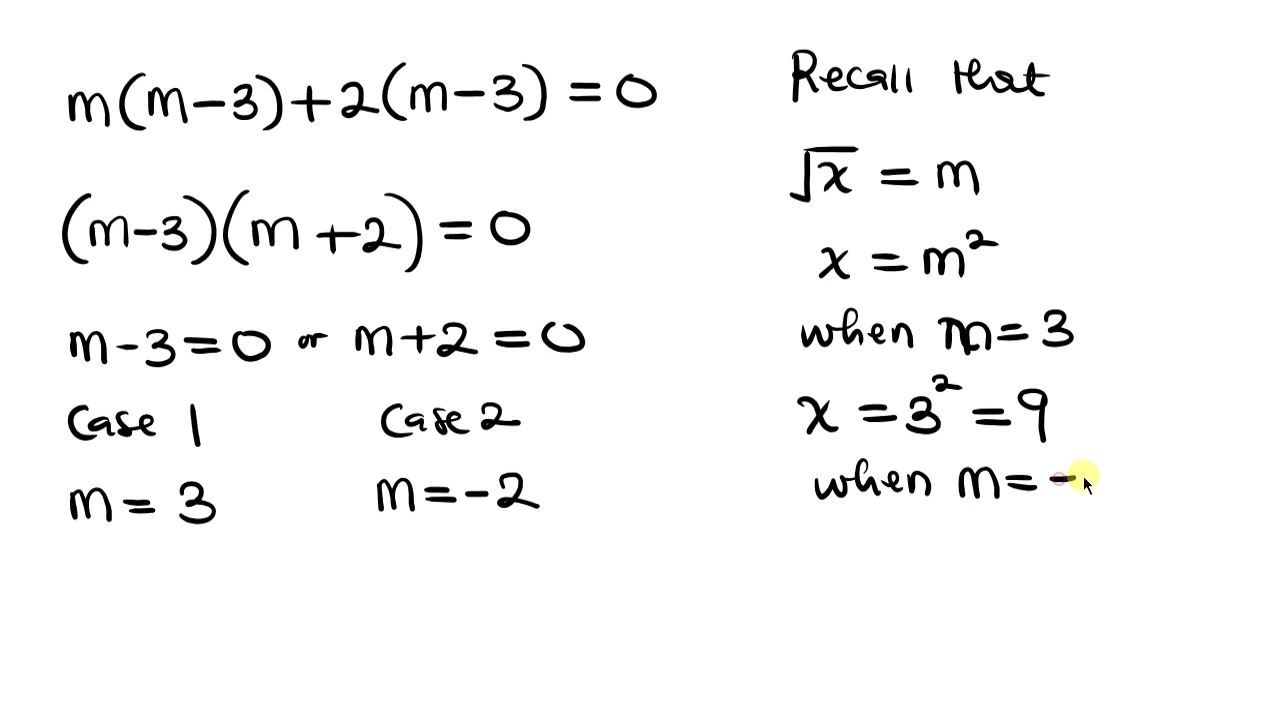 m(m-3)+2(m-3)=0
(m-3)(m+2)=0
m-3=0 or m+2=0
Case 1
Case 2
m=3
m=-2
Recall that
√x = m
x = m²
when m=3
x = 3² = 9
when m= -